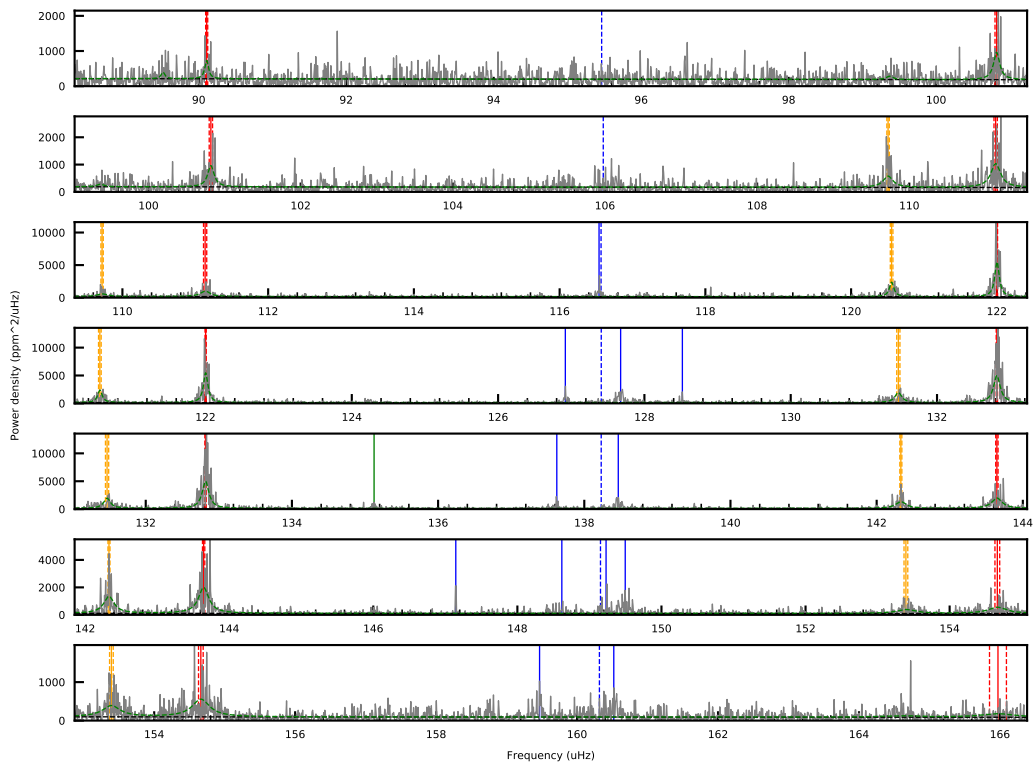 2000
1000
0
90 92 94 96 98 100
2000
1000
0
100 102 104 106 108 110
10000
5000
0
110 112 114 116 118 120 122
10000
5000
0
122 124 126 128 130 132
Power density (ppm^2/uHz)
10000
5000
0
132 134 136 138 140 142 144
4000
2000
0
142 144 146 148 150 152 154
1000
0
154 156 158 160 162 164 166
Frequency (uHz)